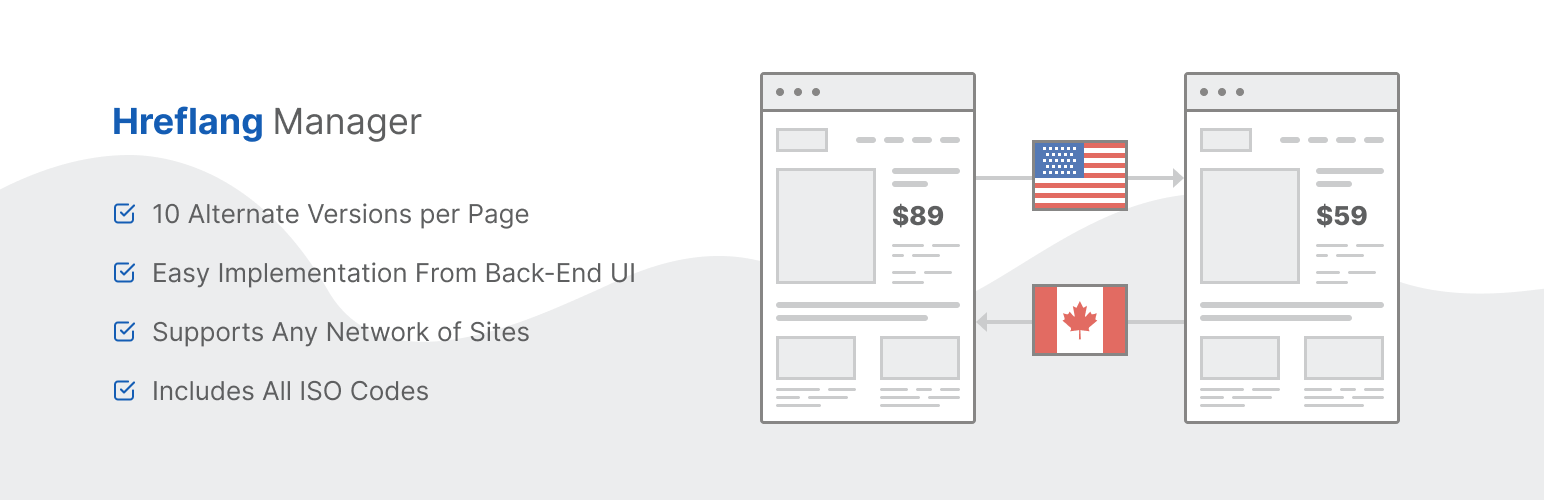 Hreflang Manager
10 Alternate Versions per Page
Easy Implementation From Back-End UI
Supports Any Network of Sites
Includes All ISO Codes
$89
$59